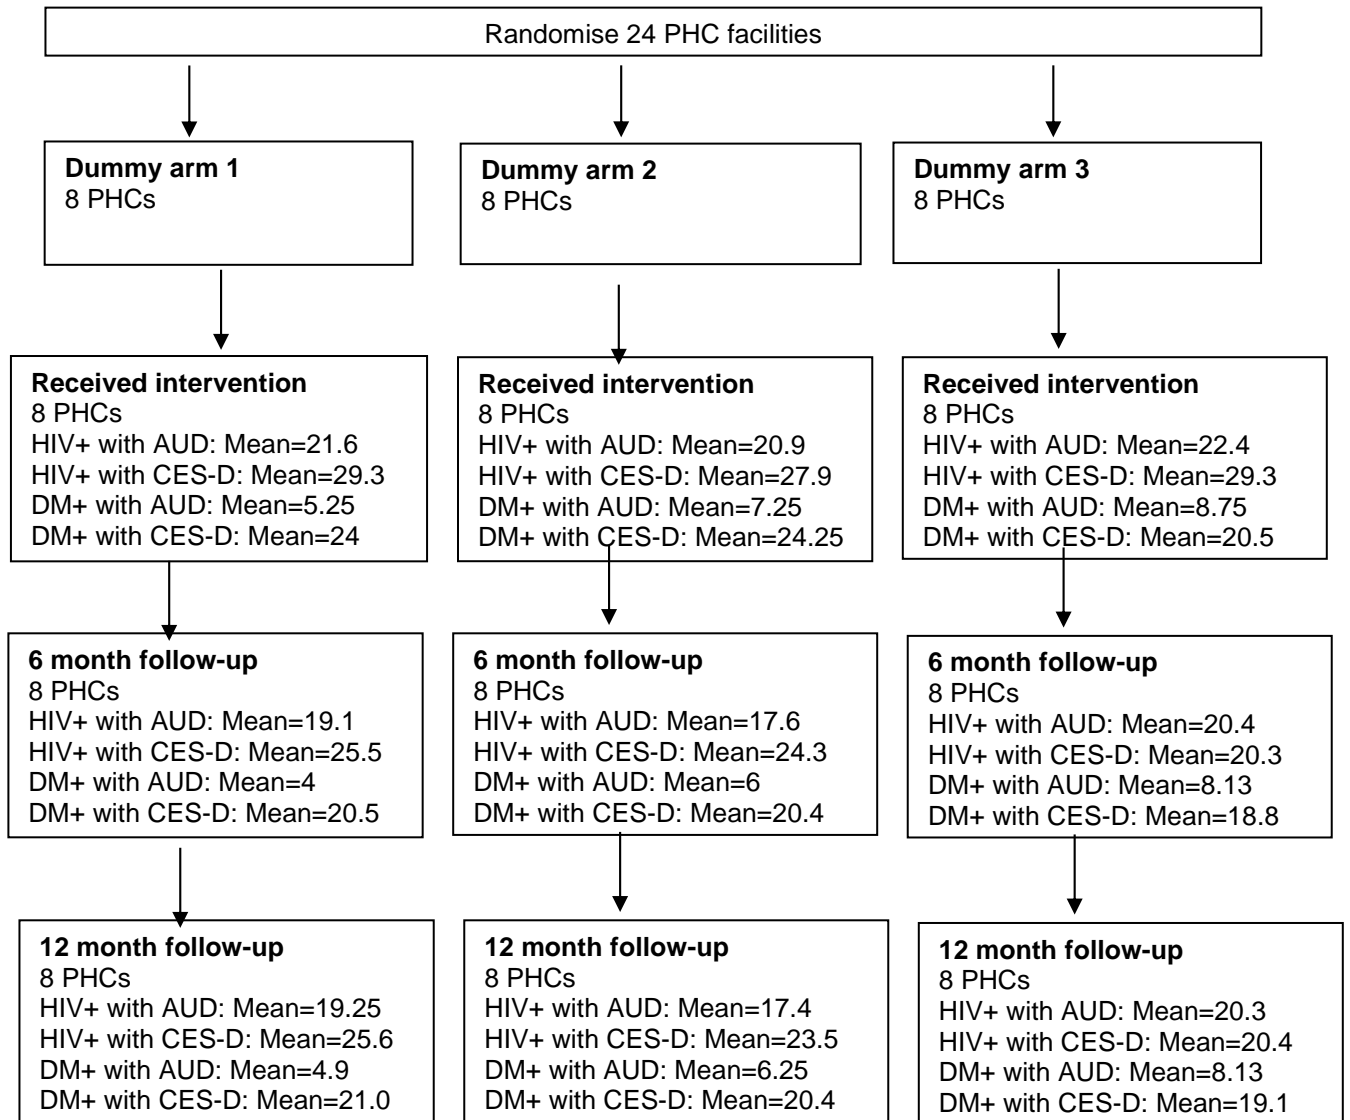 Randomise 24 PHC facilities
Dummy arm 1
8 PHCs
Dummy arm 2
8 PHCs
Dummy arm 3
8 PHCs
Received intervention
8 PHCs
HIV+ with AUD: Mean=21.6
HIV+ with CES-D: Mean=29.3
DM+ with AUD: Mean=5.25
DM+ with CES-D: Mean=24
Received intervention
8 PHCs
HIV+ with AUD: Mean=20.9
HIV+ with CES-D: Mean=27.9
DM+ with AUD: Mean=7.25
DM+ with CES-D: Mean=24.25
Received intervention
8 PHCs
HIV+ with AUD: Mean=22.4
HIV+ with CES-D: Mean=29.3
DM+ with AUD: Mean=8.75
DM+ with CES-D: Mean=20.5
6 month follow-up
8 PHCs
HIV+ with AUD: Mean=19.1
HIV+ with CES-D: Mean=25.5
DM+ with AUD: Mean=4
DM+ with CES-D: Mean=20.5
6 month follow-up
8 PHCs
HIV+ with AUD: Mean=17.6
HIV+ with CES-D: Mean=24.3
DM+ with AUD: Mean=6
DM+ with CES-D: Mean=20.4
6 month follow-up
8 PHCs
HIV+ with AUD: Mean=20.4
HIV+ with CES-D: Mean=20.3
DM+ with AUD: Mean=8.13
DM+ with CES-D: Mean=18.8
12 month follow-up
8 PHCs
HIV+ with AUD: Mean=19.25
HIV+ with CES-D: Mean=25.6
DM+ with AUD: Mean=4.9
DM+ with CES-D: Mean=21.0
12 month follow-up
8 PHCs
HIV+ with AUD: Mean=17.4
HIV+ with CES-D: Mean=23.5
DM+ with AUD: Mean=6.25
DM+ with CES-D: Mean=20.4
12 month follow-up
8 PHCs
HIV+ with AUD: Mean=20.3
HIV+ with CES-D: Mean=20.4
DM+ with AUD: Mean=8.13
DM+ with CES-D: Mean=19.1